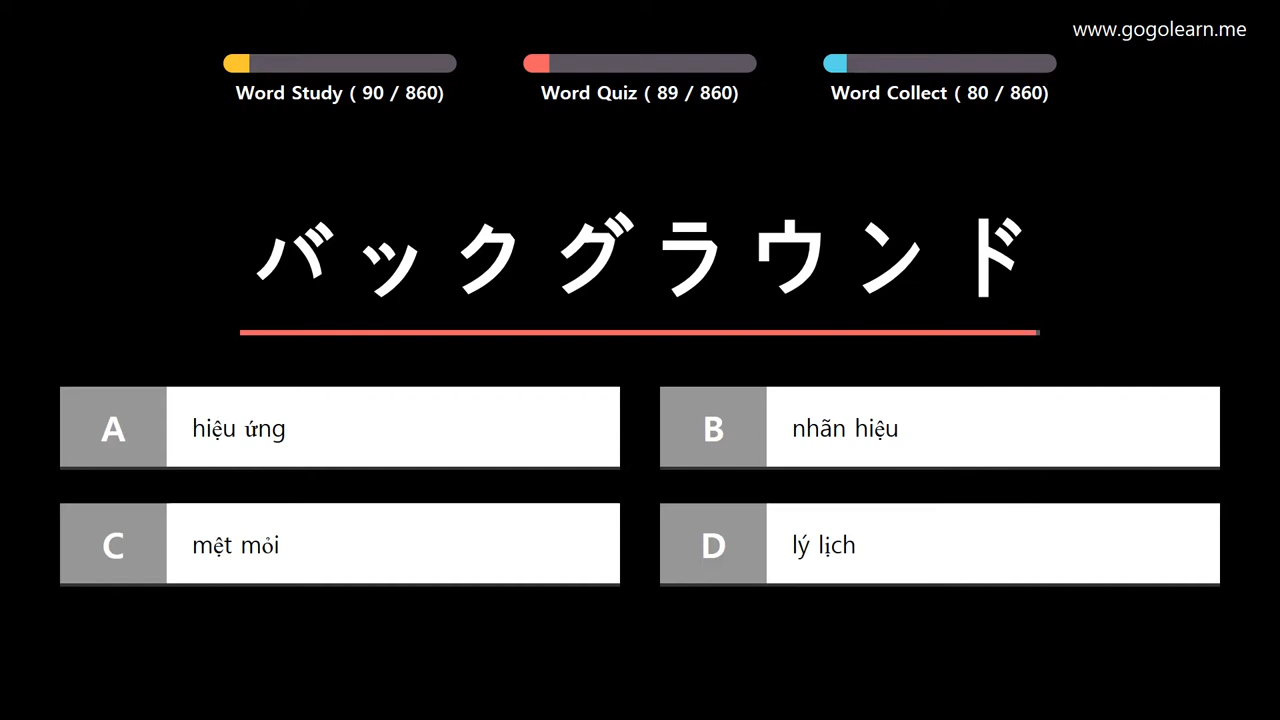 www.gogolearn.me
Word Study ( 90 / 860)
Word Quiz ( 89 / 860)
Word Collect ( 80 / 860)
バックグラウンド
A hiệu ứng
B nhãn hiệu
C mệt mỏi
D lý lịch